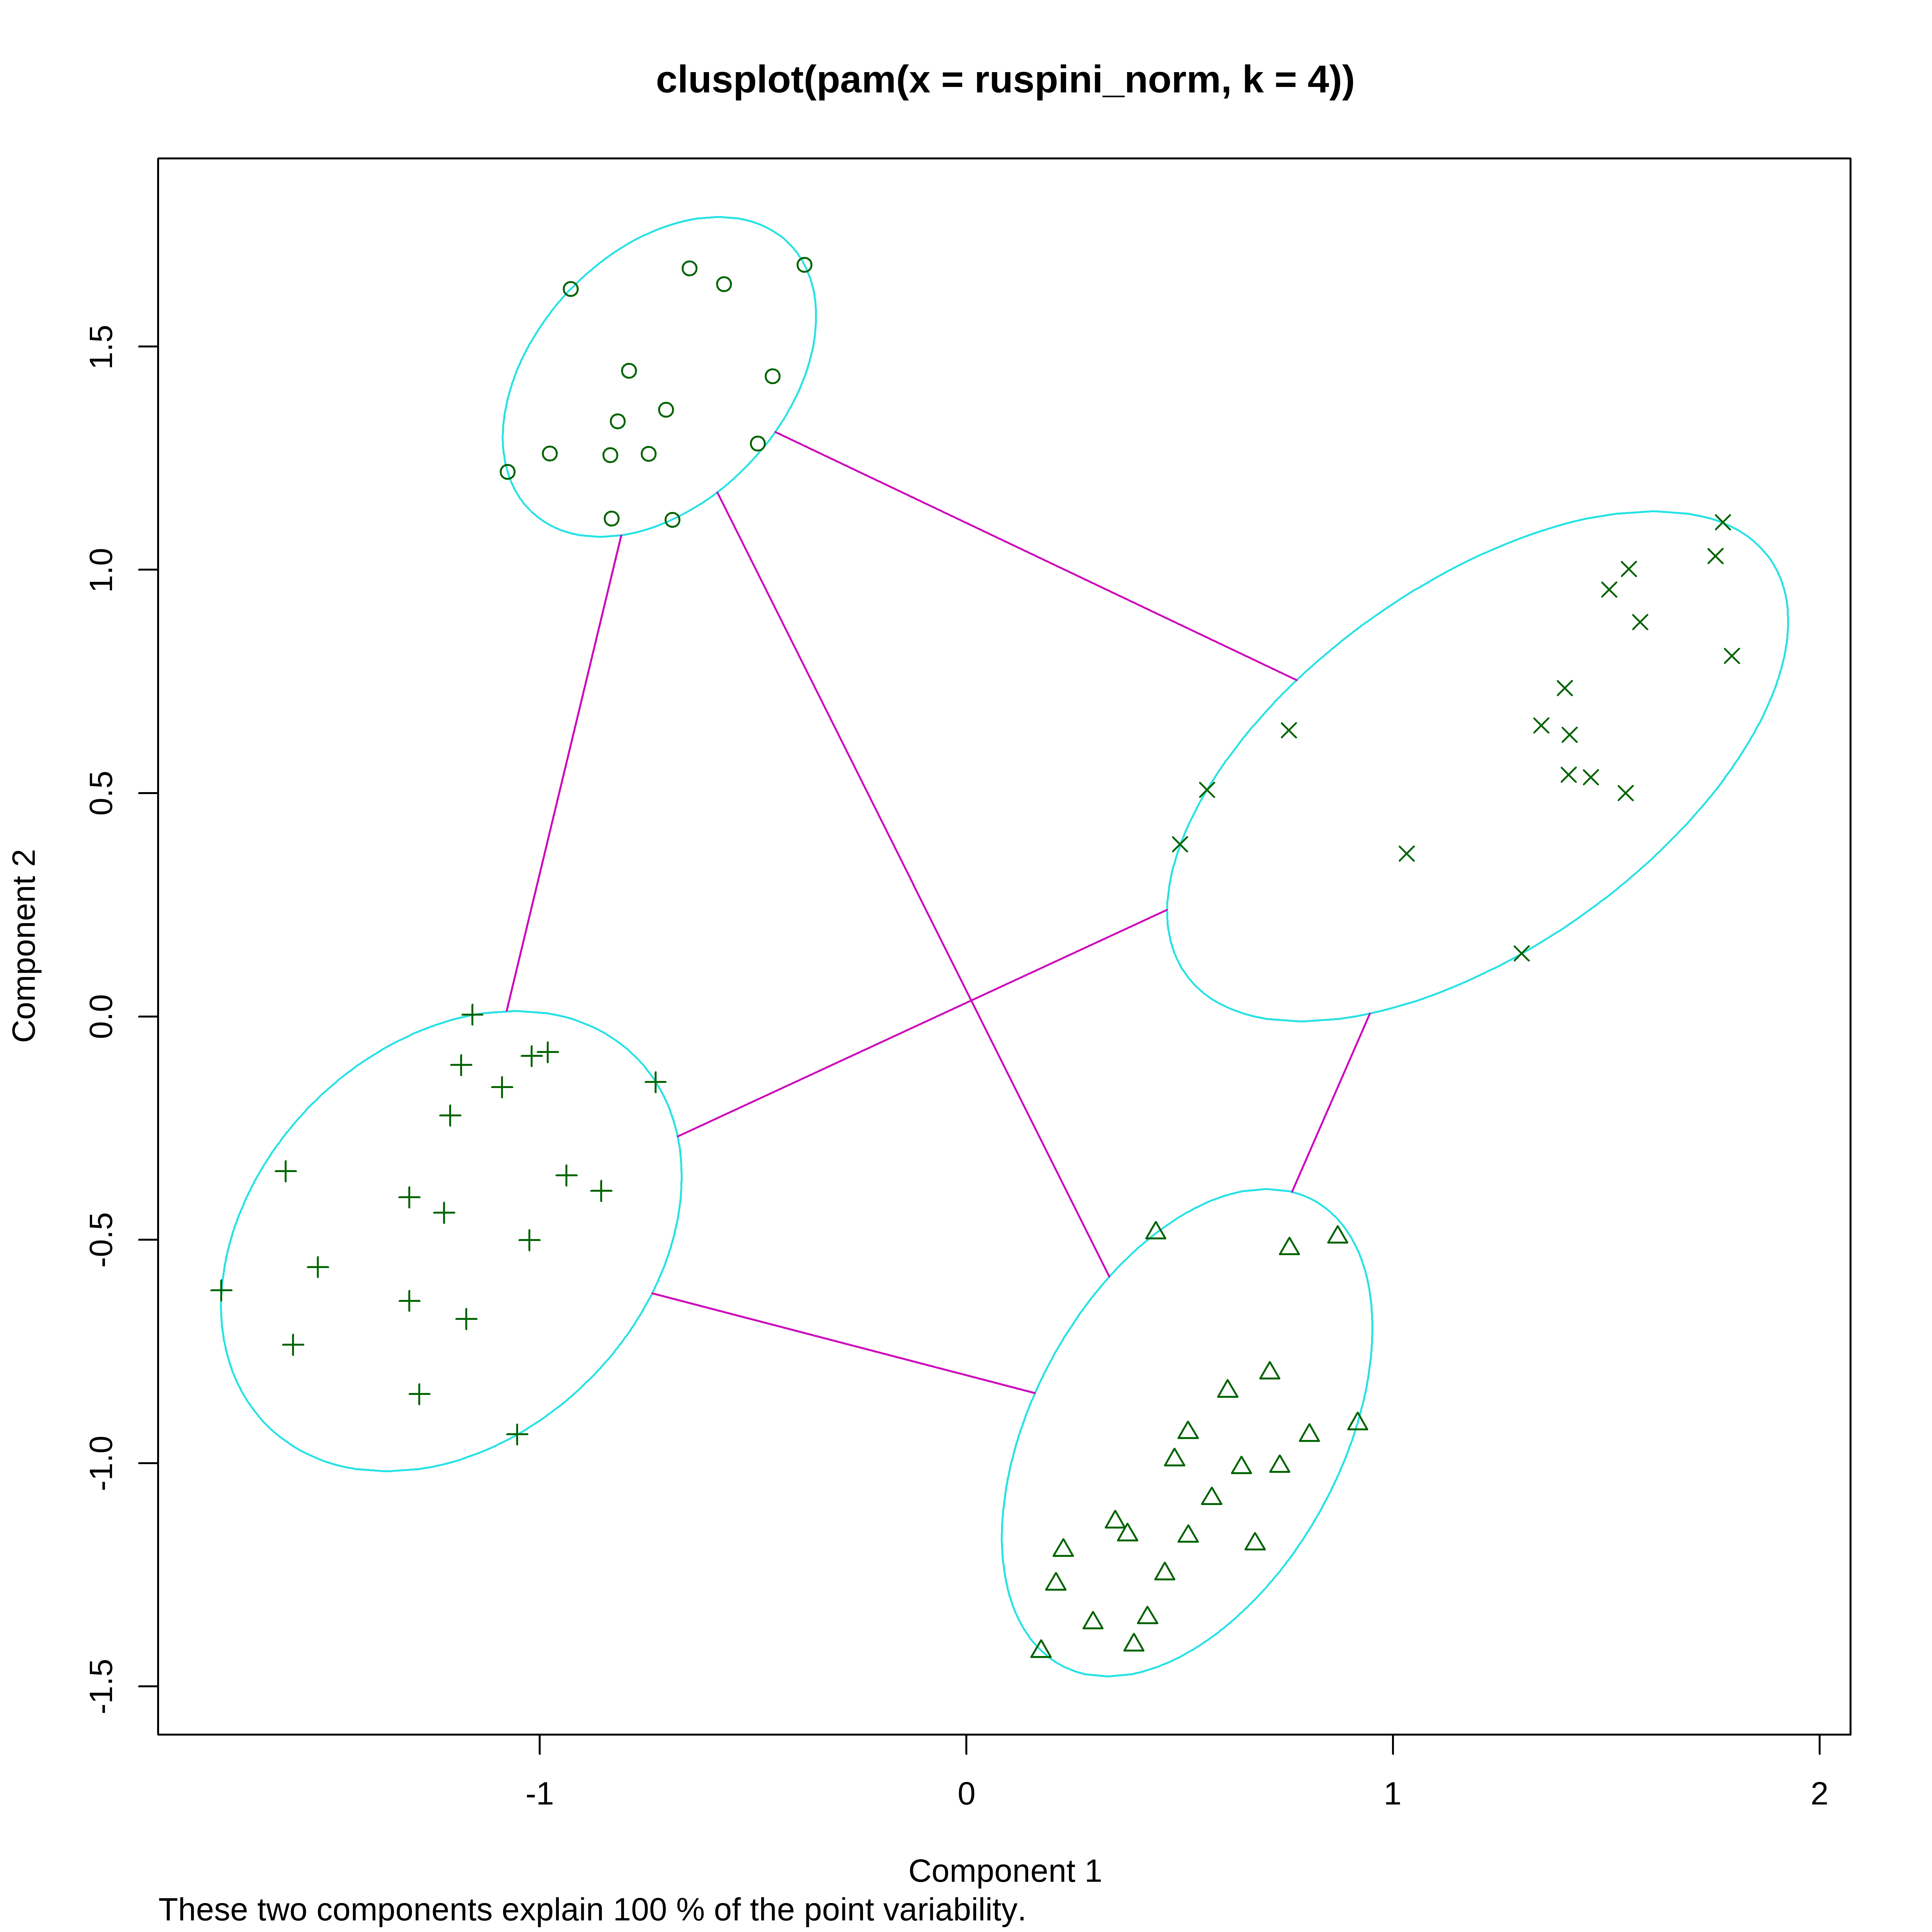 clusplot(pam(x = ruspini_norm, k = 4))
Component 2
1.5
1.0
0.5
0.0
-0.5
-1.0
-1.5
-1 0 1 2
Component 1
These two components explain 100 % of the point variability.